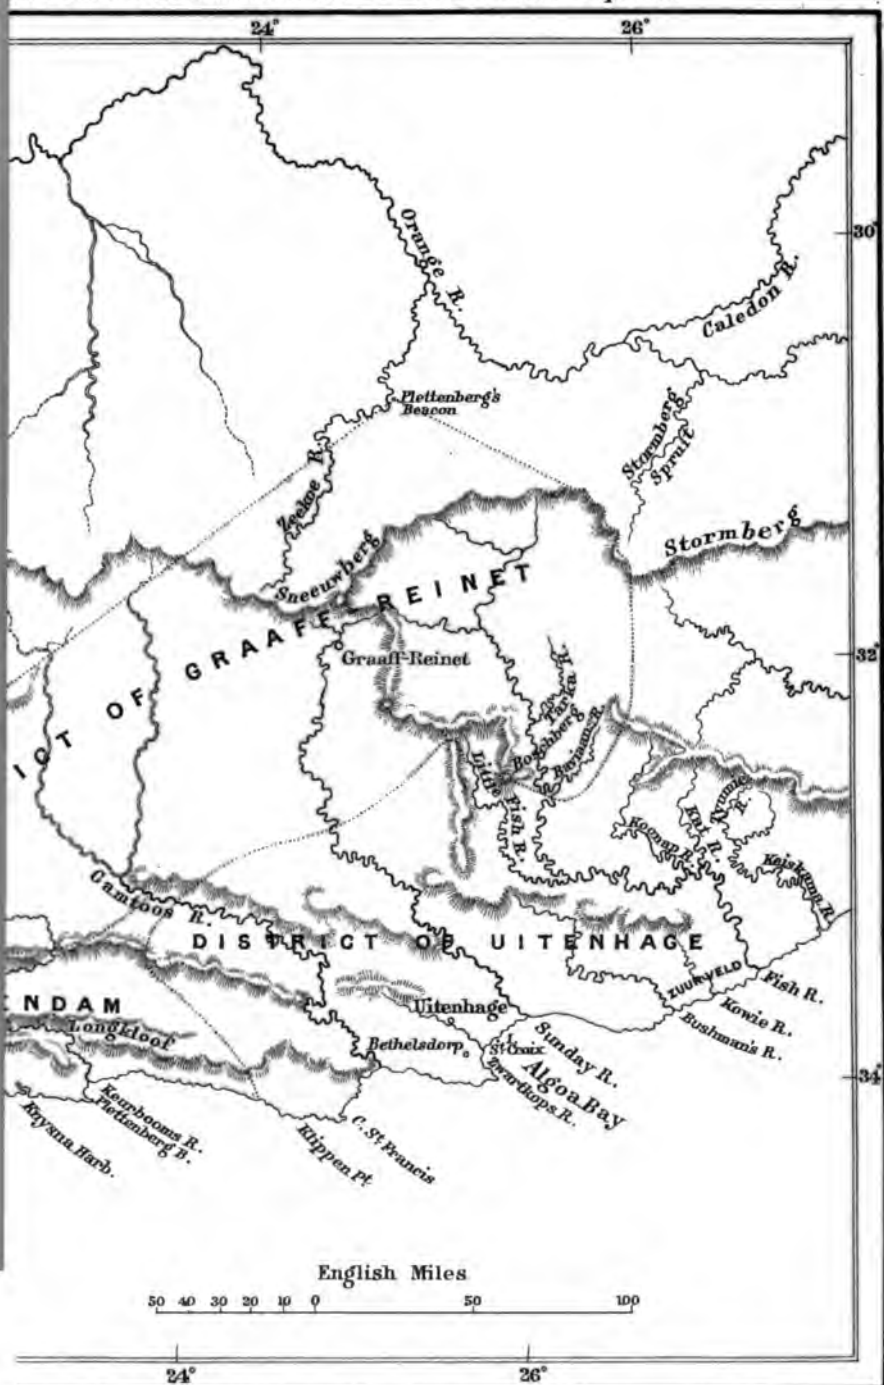 24° 26°
30°
Orange R.
Caledon R.
Plettenberg's
Beacon
Stormberg
Spruit
Zeekoe R.
Stormberg
Sneeuwberg
ICT OF GRAAFF REINET
32°
Graaff-Reinet
Tarka R.
Boschberg
Baviaans R.
Little Fish R.
Koonap R.
Kat R.
Tyumie
R.
Keiskama R.
Gamtoos R.
DISTRICT OF UITENHAGE
ZUURVELD
Fish R.
Kowie R.
Bushman's R.
ENDAM
Longkloof
Uitenhage
Bethelsdorp
St Croix
Sunday R.
Algoa Bay
Zwartkops R.
34°
Keurbooms R.
Plettenberg B.
Knysna Harb.
C. St Francis
Klippen pt.
English Miles
50 40 30 20 10 0 50 100
24° 26°